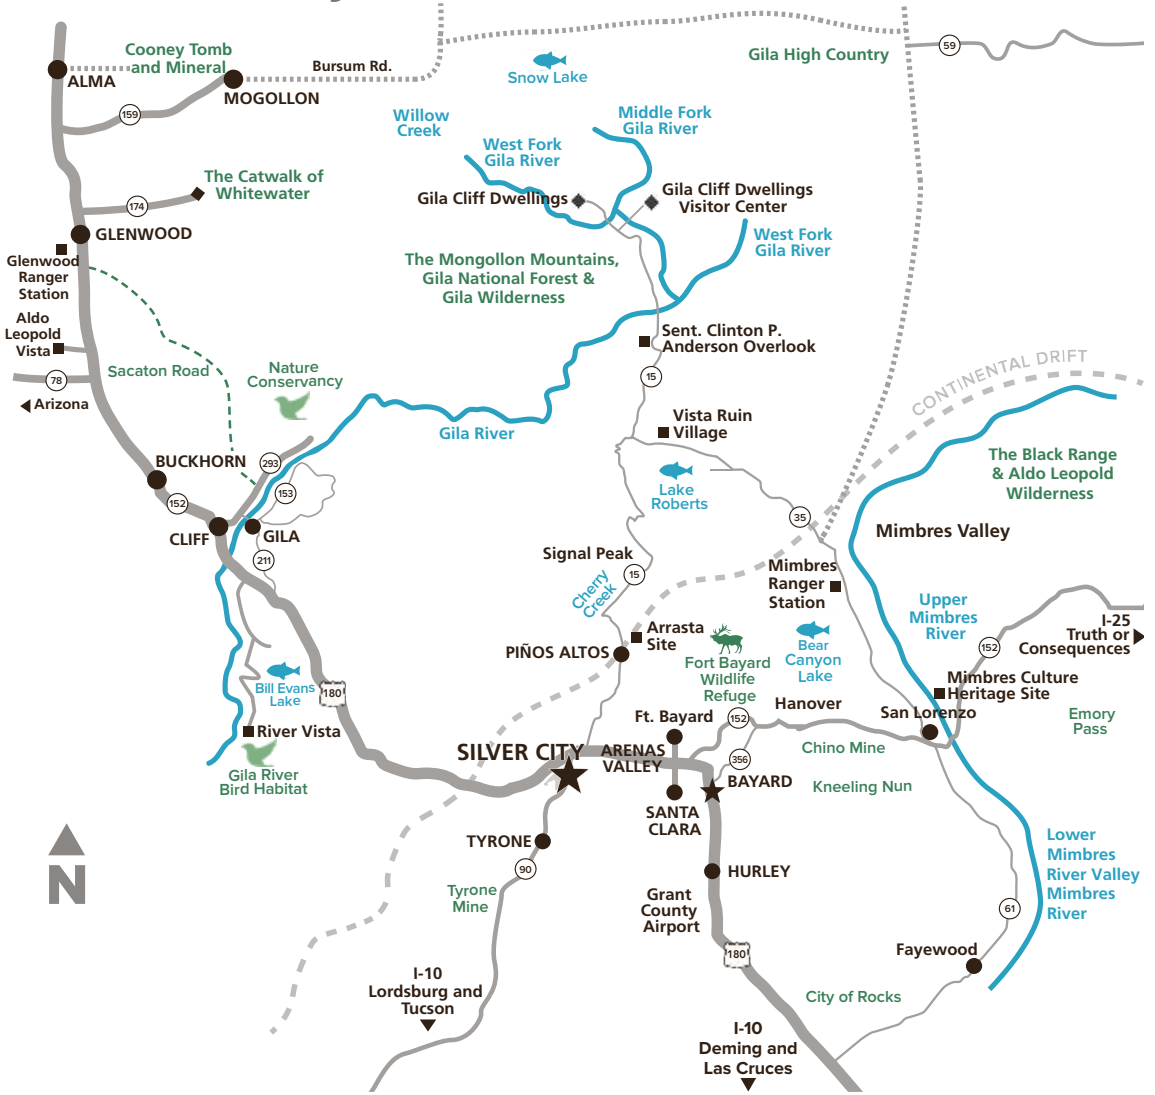 59
Cooney Tomb
and Mineral
Gila High Country
Bursum Rd.
Snow Lake
ALMA
MOGOLLON
159
Willow
Creek
Middle Fork
Gila River
West Fork
Gila River
The Catwalk of
Whitewater
174
Gila Cliff Dwellings
Gila Cliff Dwellings
Visitor Center
GLENWOOD
West Fork
Gila River
Glenwood
Ranger
Station
The Mongollon Mountains,
Gila National Forest &
Gila Wilderness
Aldo
Leopold
Vista
Sent. Clinton P.
Anderson Overlook
Sacaton Road
Nature
Conservancy
78
Arizona
15
CONTINENTAL DRIFT
Gila River
Vista Ruin
Village
BUCKHORN
293
153
152
Lake
Roberts
The Black Range
& Aldo Leopold
Wilderness
35
CLIFF
GILA
211
Mimbres Valley
Signal Peak
15
Cherry
Creek
Mimbres
Ranger
Station
Upper
Mimbres
River
I-25
Truth or
Consequences
152
Arrasta
Site
PIÑOS ALTOS
Fort Bayard
Wildlife
Refuge
Bear
Canyon
Lake
Bill Evans
Lake
180
Mimbres Culture
Heritage Site
River Vista
Hanover
San Lorenzo
Emory
Pass
Ft. Bayard
152
Chino Mine
SILVER CITY
ARENAS
VALLEY
356
BAYARD
Kneeling Nun
Gila River
Bird Habitat
SANTA
CLARA
TYRONE
90
Lower
Mimbres
River Valley
Mimbres
River
N
HURLEY
Tyrone
Mine
Grant
County
Airport
61
180
Fayewood
I-10
Lordsburg and
Tucson
City of Rocks
I-10
Deming and
Las Cruces